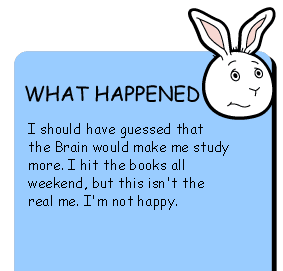 WHAT HAPPENED
I should have guessed that
the Brain would make me study
more. I hit the books all
weekend, but this isn't the
real me. I'm not happy.